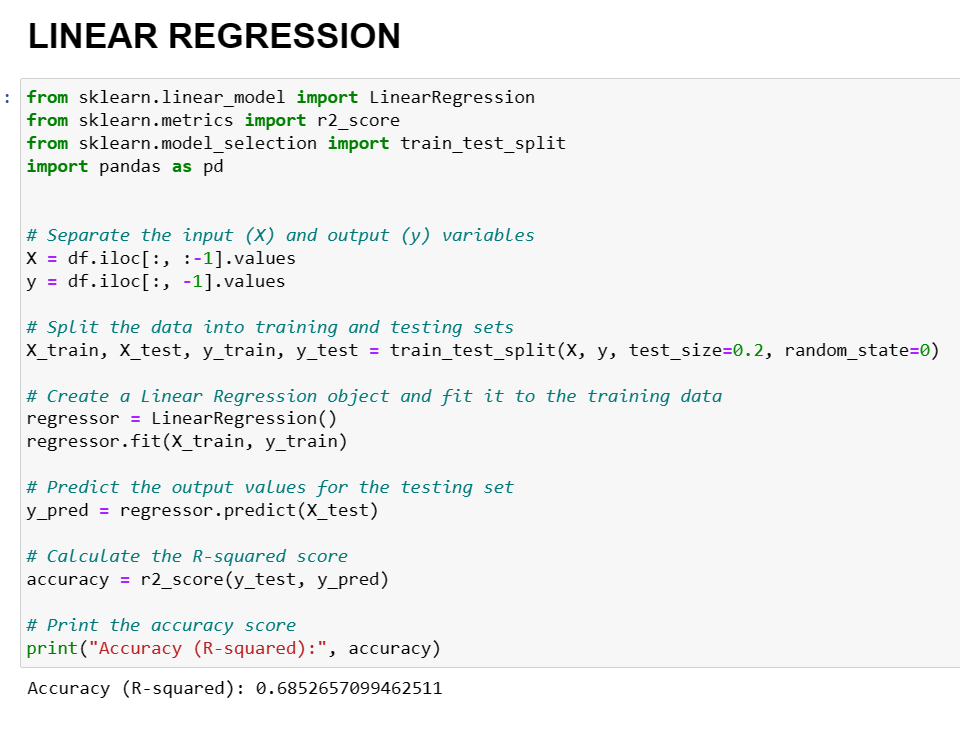 LINEAR REGRESSION
:
from sklearn.linear_model import LinearRegression
from sklearn.metrics import r2_score
from sklearn.model_selection import train_test_split
import pandas as pd
# Separate the input (X) and output (y) variables
X = df.iloc[:, :-1].values
y = df.iloc[:, -1].values
# Split the data into training and testing sets
X_train, X_test, y_train, y_test = train_test_split(X, y, test_size=0.2, random_state=0)
# Create a Linear Regression object and fit it to the training data
regressor = LinearRegression()
regressor.fit(X_train, y_train)
# Predict the output values for the testing set
y_pred = regressor.predict(X_test)
# Calculate the R-squared score
accuracy = r2_score(y_test, y_pred)
# Print the accuracy score
print("Accuracy (R-squared):", accuracy)
Accuracy (R-squared): 0.6852657099462511